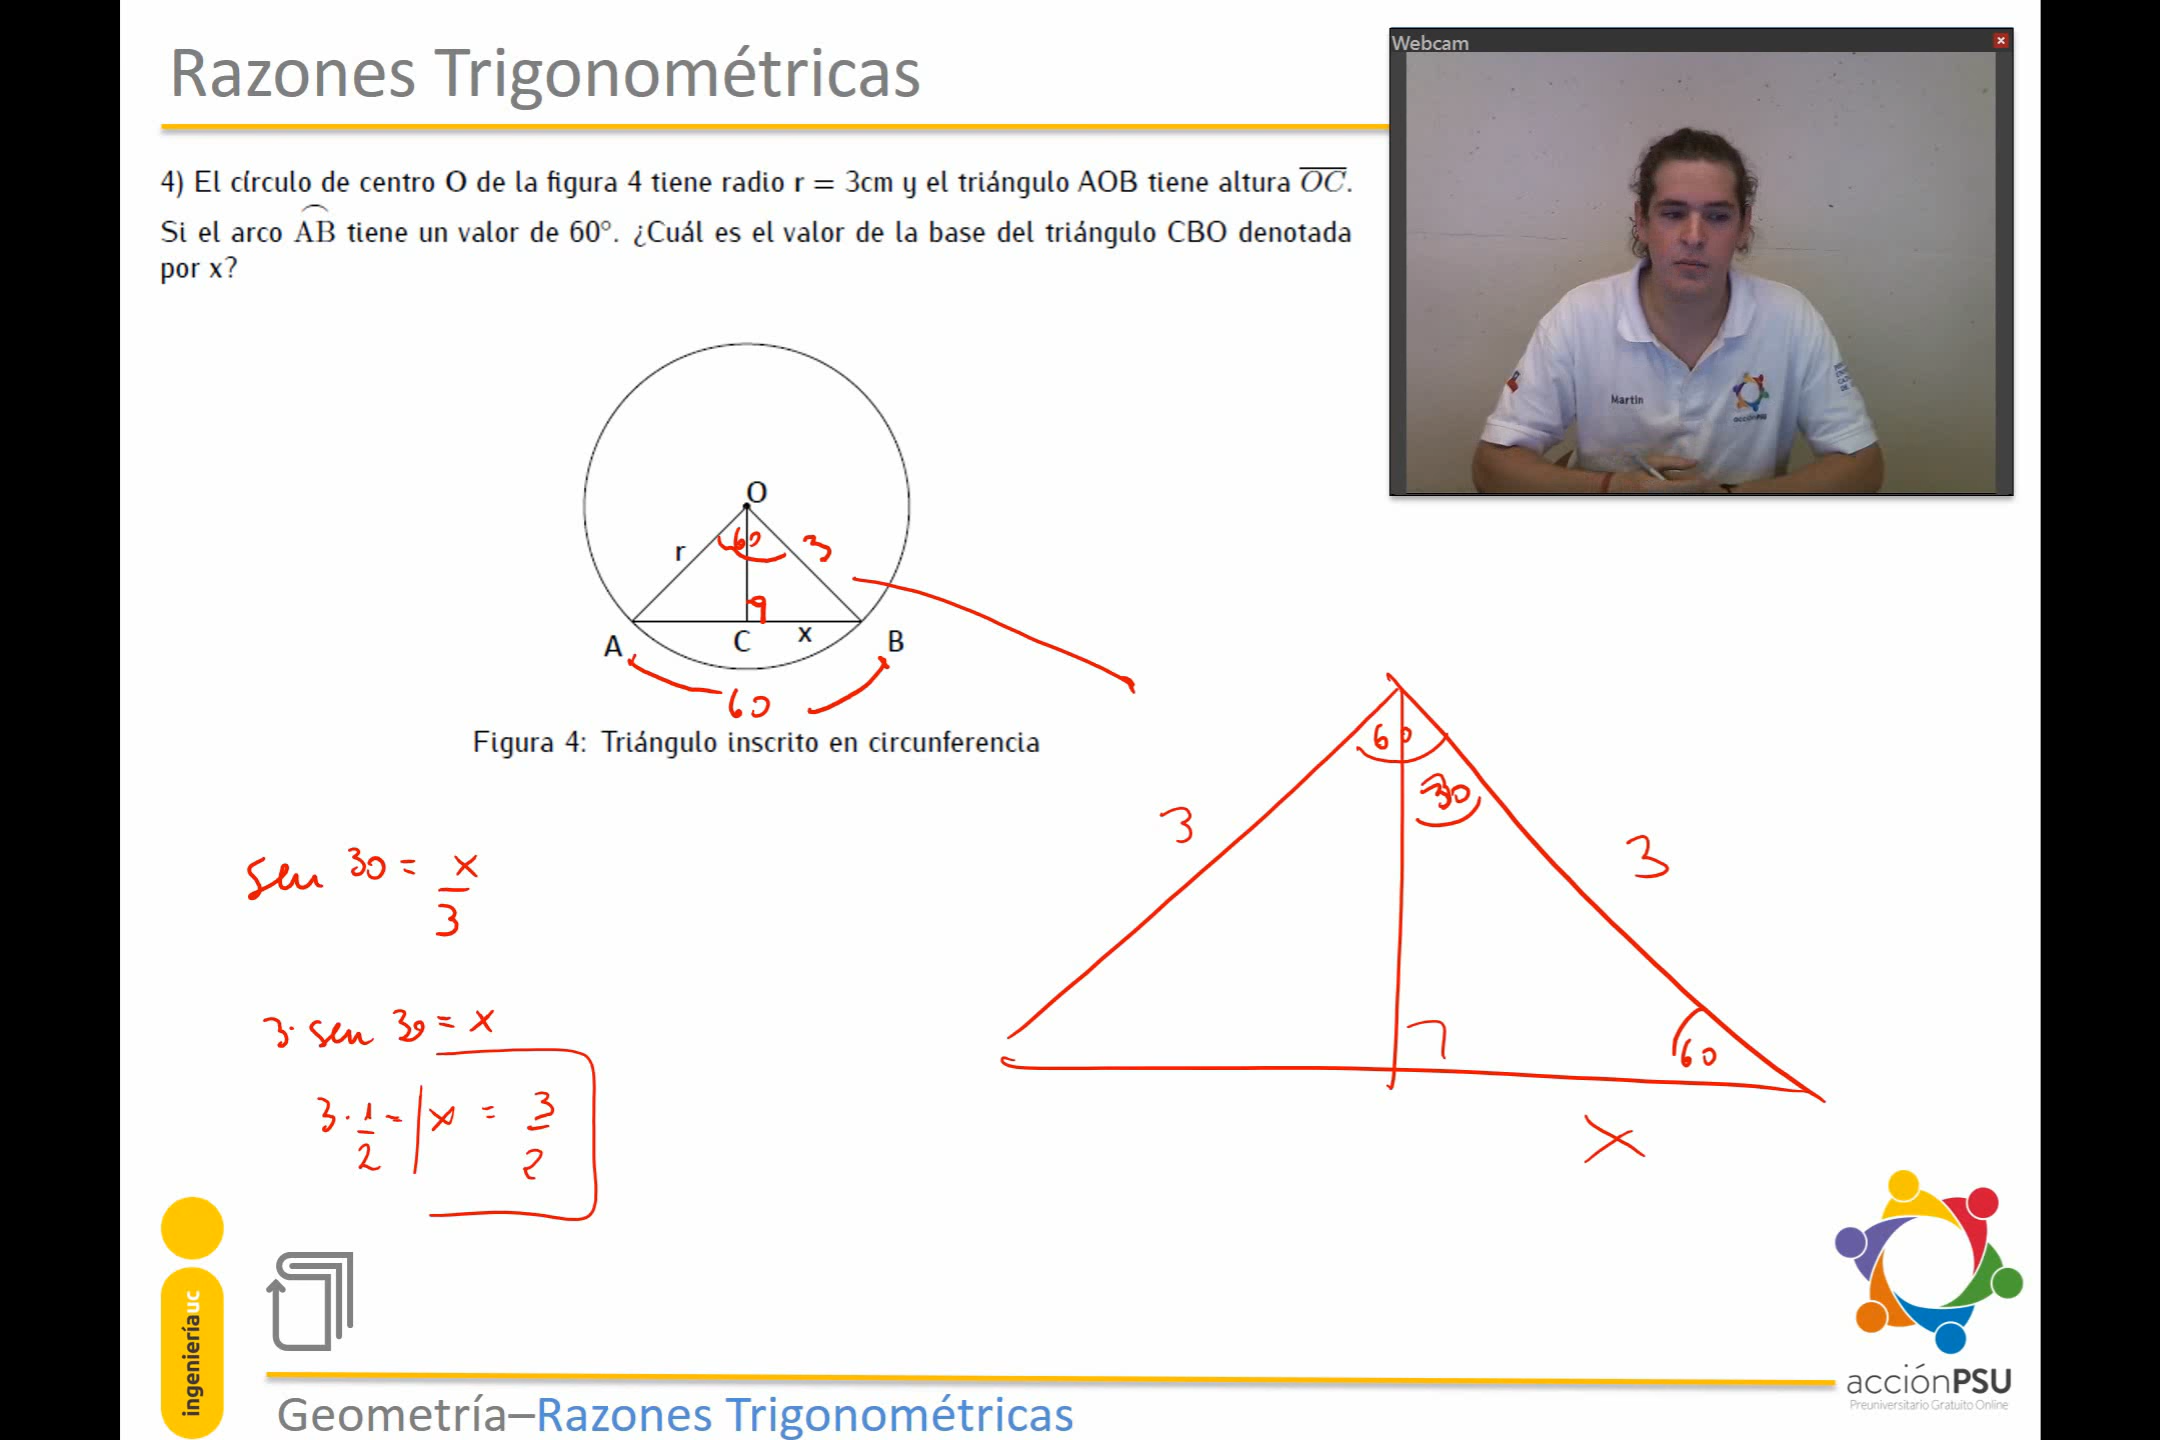 Razones Trigonométricas
Webcam
4) El círculo de centro O de la figura 4 tiene radio r = 3cm y el triángulo AOB tiene altura OC.
Si el arco AB tiene un valor de 60°. ¿Cuál es el valor de la base del triángulo CBO denotada
por x?
Martin
acciónPSU
O
60
3
r
A
C
x
B
60
Figura 4: Triángulo inscrito en circunferencia
60
30
3
3
60
x
sen 30 = x/3
3· sen 30 = x
3 · 1/2 = x = 3/2
ingenieríauc
acciónPSU
Preuniversitario Gratuito Online
Geometría–Razones Trigonométricas